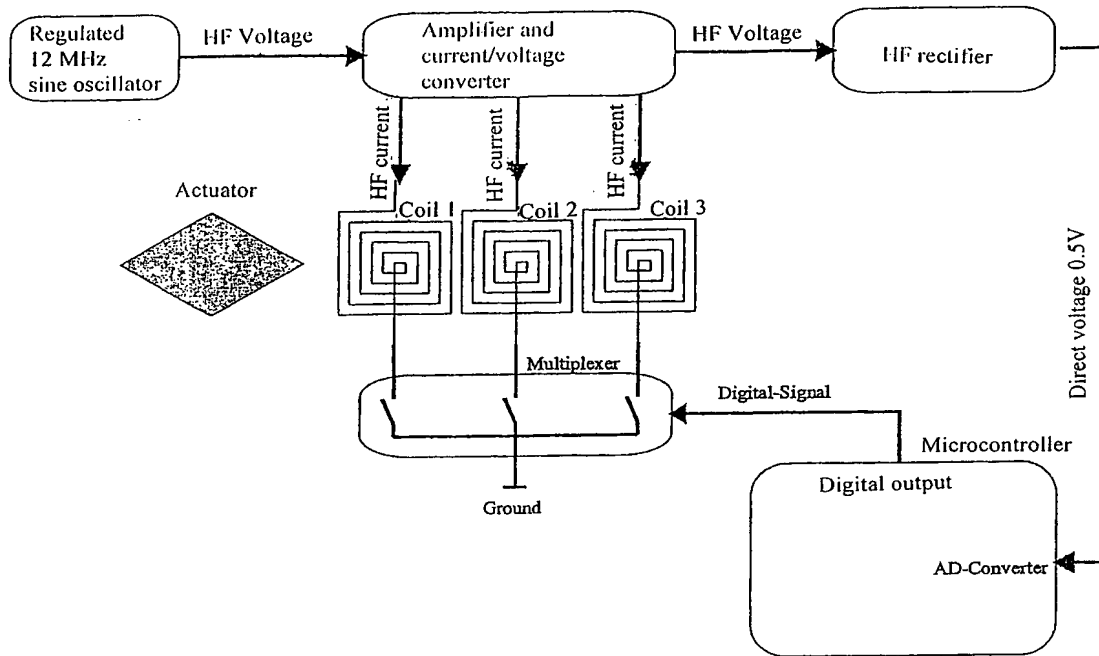 Regulated
12 MHz
sine oscillator
HF Voltage
Amplifier and
current/voltage
converter
HF Voltage
HF rectifier
HF current
HF current
HF current
Actuator
Coil 1
Coil 2
Coil 3
Direct voltage 0.5V
Multiplexer
Digital-Signal
Microcontroller
Digital output
Ground
AD-Converter